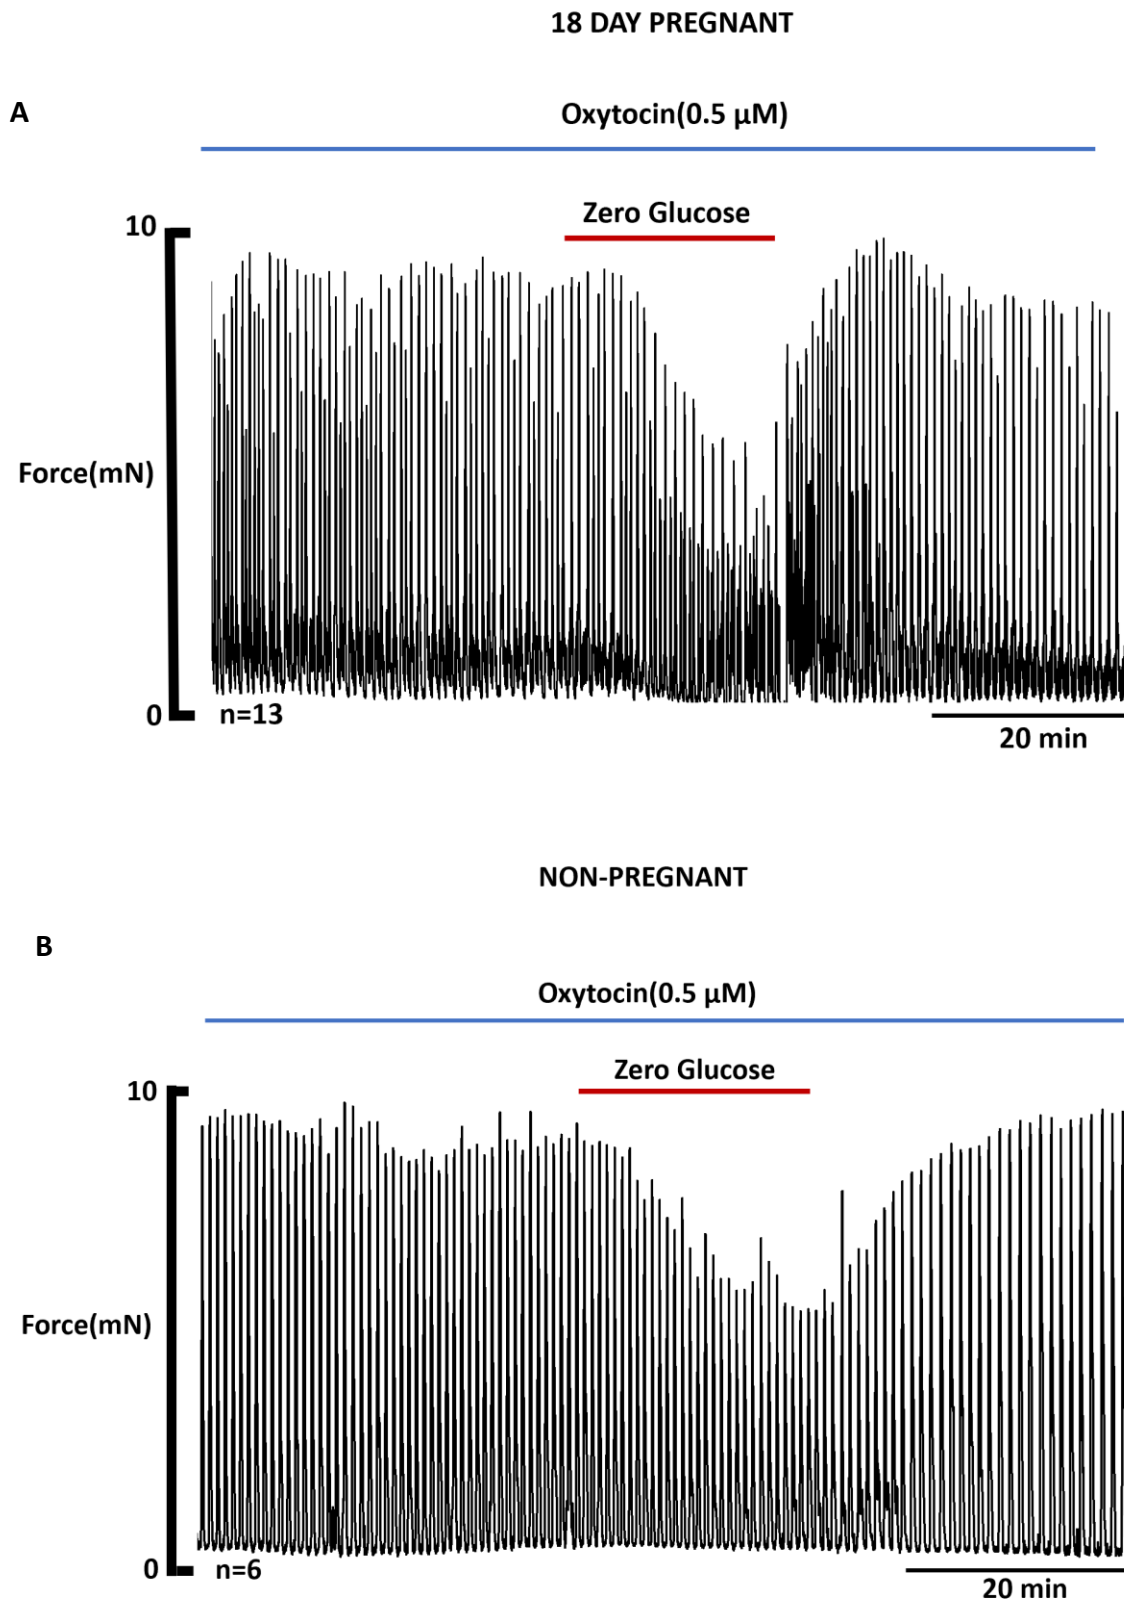 18 DAY PREGNANT
A
Oxytocin(0.5 µM)
Zero Glucose
10
Force(mN)
0
n=13
20 min
NON-PREGNANT
B
Oxytocin(0.5 µM)
Zero Glucose
10
Force(mN)
0
n=6
20 min